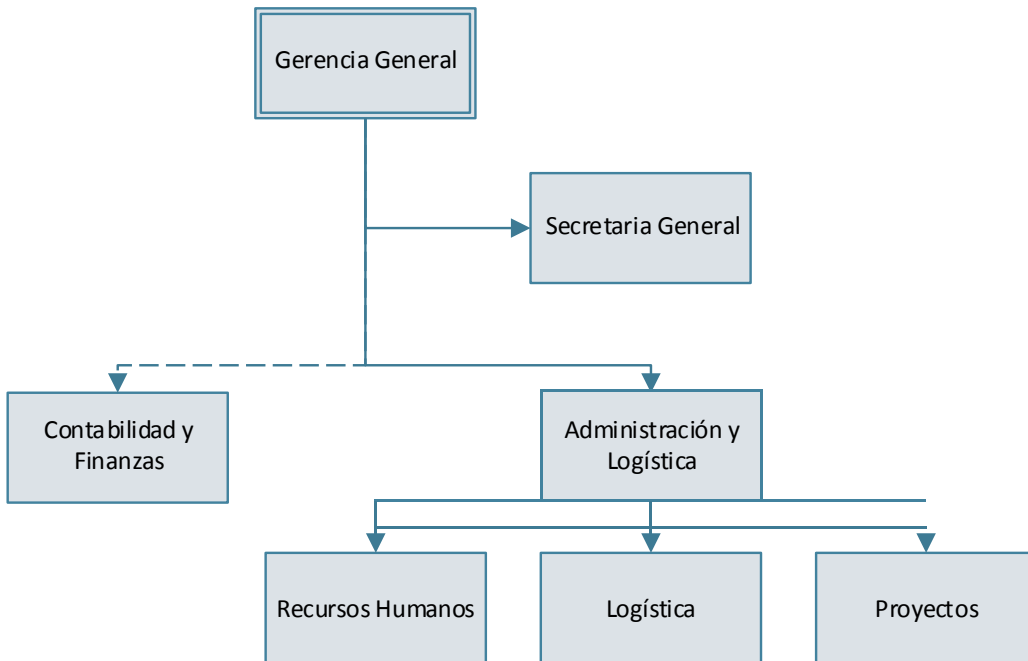 Gerencia General
Secretaria General
Contabilidad y
Finanzas
Administración y
Logística
Recursos Humanos
Logística
Proyectos